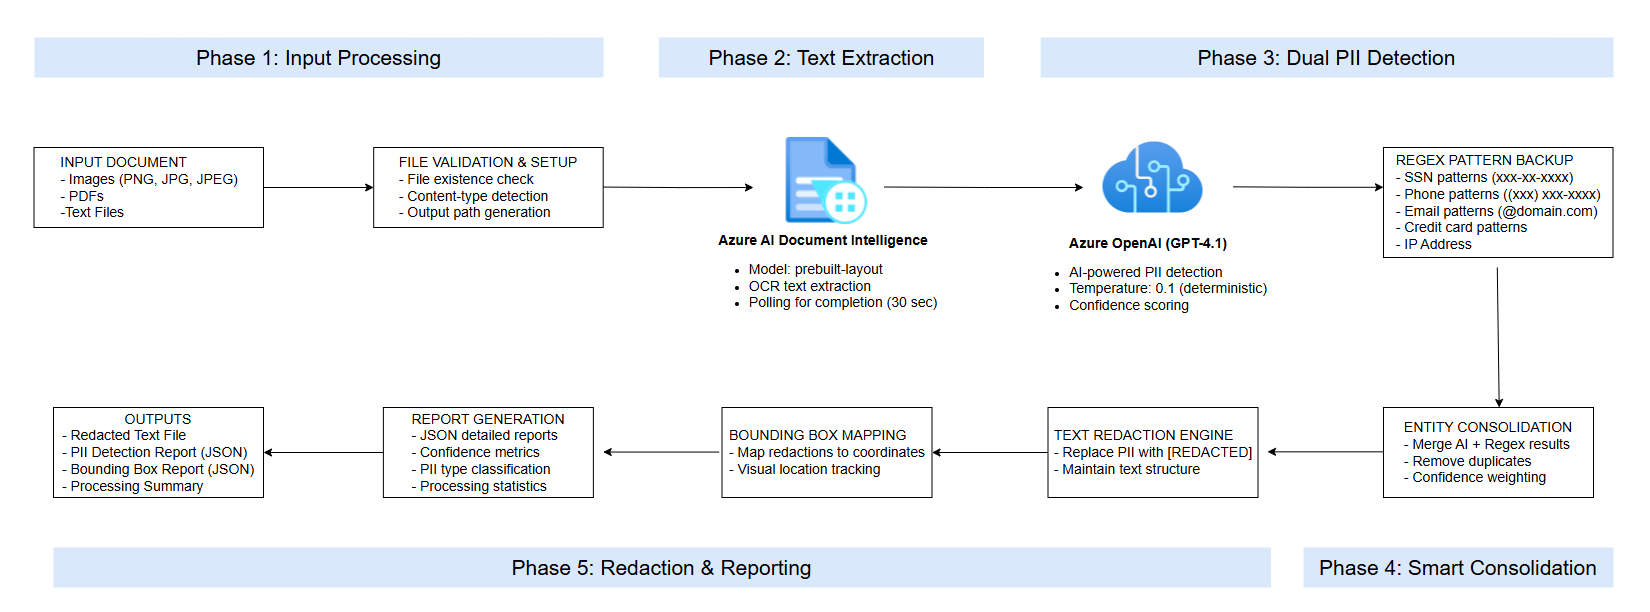 Phase 1: Input Processing
Phase 2: Text Extraction
Phase 3: Dual PII Detection
INPUT DOCUMENT
- Images (PNG, JPG, JPEG)
- PDFs
-Text Files
FILE VALIDATION & SETUP
- File existence check
- Content-type detection
- Output path generation
Azure AI Document Intelligence
• Model: prebuilt-layout
• OCR text extraction
• Polling for completion (30 sec)
Azure OpenAI (GPT-4.1)
• AI-powered PII detection
• Temperature: 0.1 (deterministic)
• Confidence scoring
REGEX PATTERN BACKUP
- SSN patterns (xxx-xx-xxxx)
- Phone patterns ((xxx) xxx-xxxx)
- Email patterns (@domain.com)
- Credit card patterns
- IP Address
ENTITY CONSOLIDATION
- Merge AI + Regex results
- Remove duplicates
- Confidence weighting
TEXT REDACTION ENGINE
- Replace PII with [REDACTED]
- Maintain text structure
BOUNDING BOX MAPPING
- Map redactions to coordinates
- Visual location tracking
REPORT GENERATION
- JSON detailed reports
- Confidence metrics
- PII type classification
- Processing statistics
OUTPUTS
- Redacted Text File
- PII Detection Report (JSON)
- Bounding Box Report (JSON)
- Processing Summary
Phase 5: Redaction & Reporting
Phase 4: Smart Consolidation